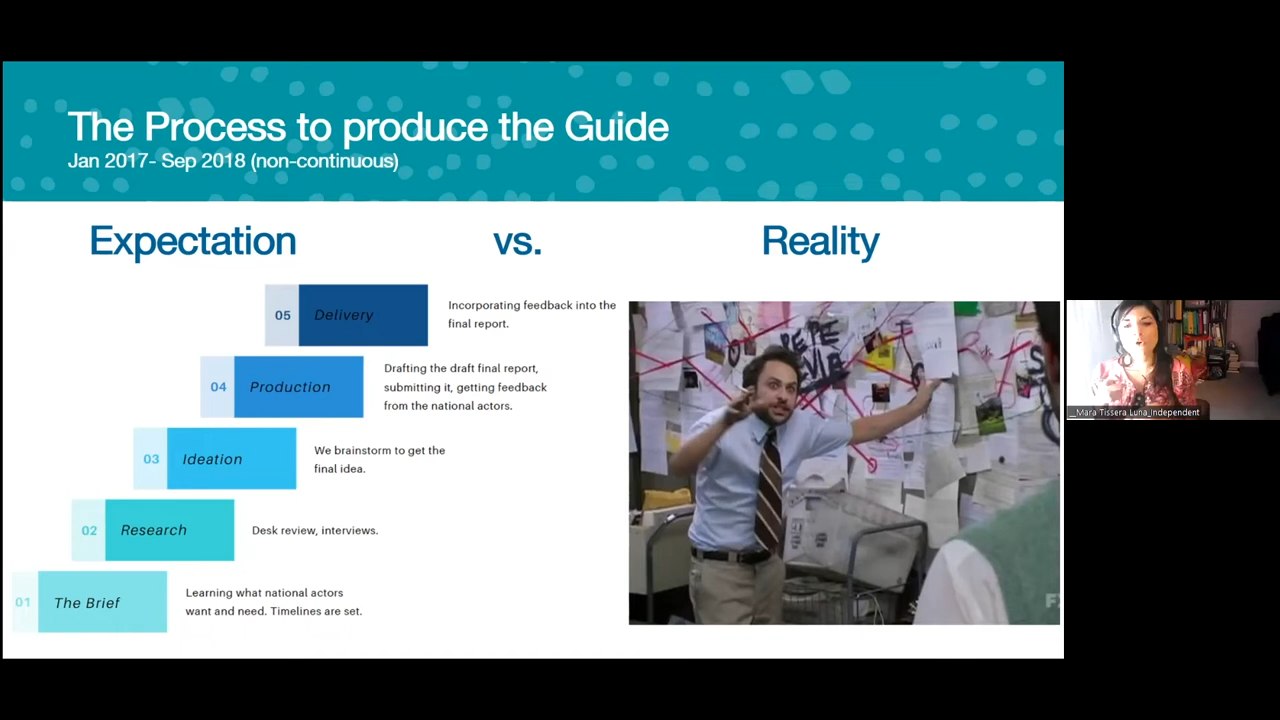 The Process to produce the Guide
Jan 2017- Sep 2018 (non-continuous)
Expectation
vs.
Reality
05
Delivery
Incorporating feedback into the
final report.
04
Production
Drafting the draft final report,
submitting it, getting feedback
from the national actors.
03
Ideation
We brainstorm to get the
final idea.
02
Research
Desk review, interviews.
01
The Brief
Learning what national actors
want and need. Timelines are set.
PEPE
SILVIA
__Mara Tissera Luna_Independent